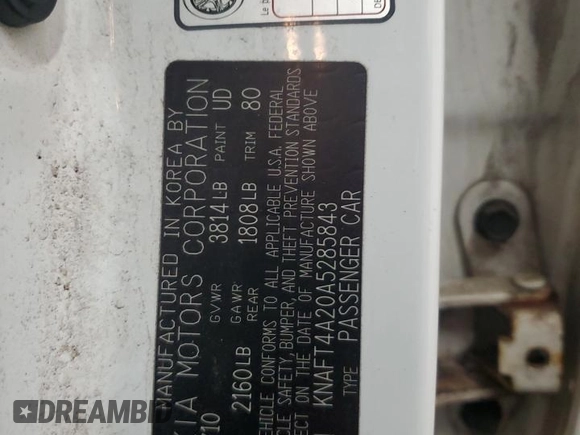 MANUFACTURED IN KOREA BY
KIA MOTORS CORPORATION
GVWR 3814LB PAINT UD
GAWR
2160LB REAR 1808LB TRIM 80
VEHICLE CONFORMS TO ALL APPLICABLE U.S.A. FEDERAL
SAFETY, BUMPER, AND THEFT PREVENTION STANDARDS
ON THE DATE OF MANUFACTURE SHOWN ABOVE
KNAFT4A20A5285843
TYPE PASSENGER CAR
DREAMBID